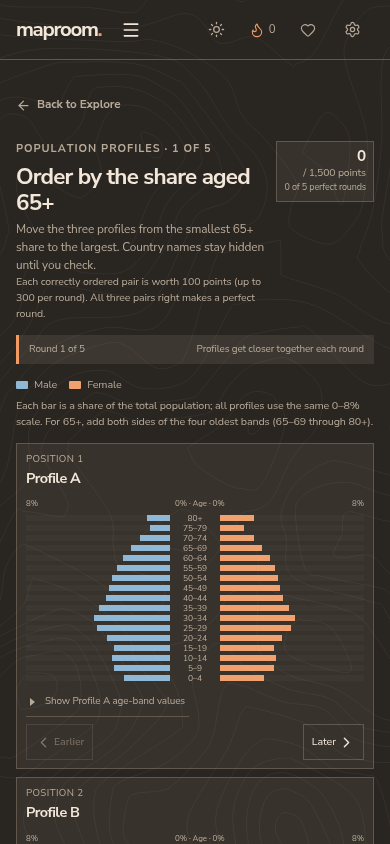 maproom.
0
Back to Explore
POPULATION PROFILES · 1 OF 5
Order by the share aged
65+
Move the three profiles from the smallest 65+
share to the largest. Country names stay hidden
until you check.
Each correctly ordered pair is worth 100 points (up to
300 per round). All three pairs right makes a perfect
round.
0
/ 1,500 points
0 of 5 perfect rounds
Round 1 of 5 Profiles get closer together each round
Male Female
Each bar is a share of the total population; all profiles use the same 0–8%
scale. For 65+, add both sides of the four oldest bands (65–69 through 80+).
POSITION 1
Profile A
8% 0% · Age · 0% 8%
80+
75–79
70–74
65–69
60–64
55–59
50–54
45–49
40–44
35–39
30–34
25–29
20–24
15–19
10–14
5–9
0–4
Show Profile A age-band values
Earlier Later
POSITION 2
Profile B
8% 0% · Age · 0% 8%